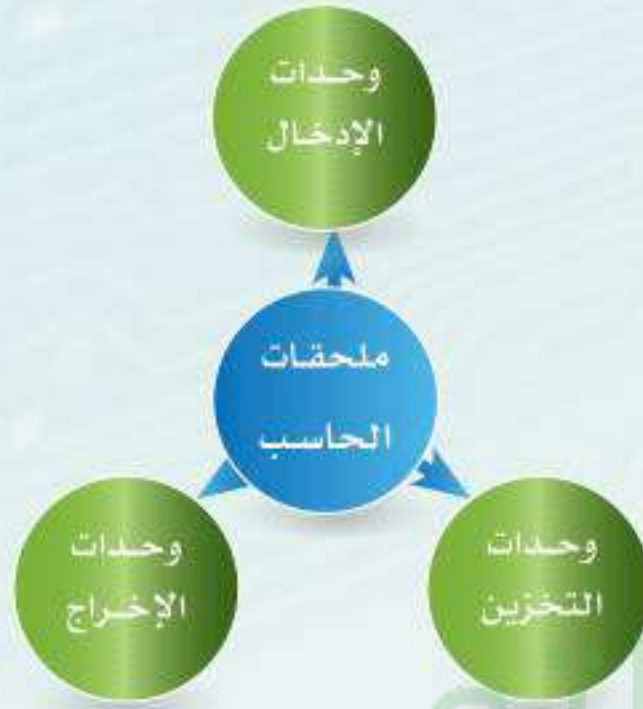 وحدات
الإدخال
ملحقات
الحاسب
وحدات
التخزين
وحدات
الإخراج